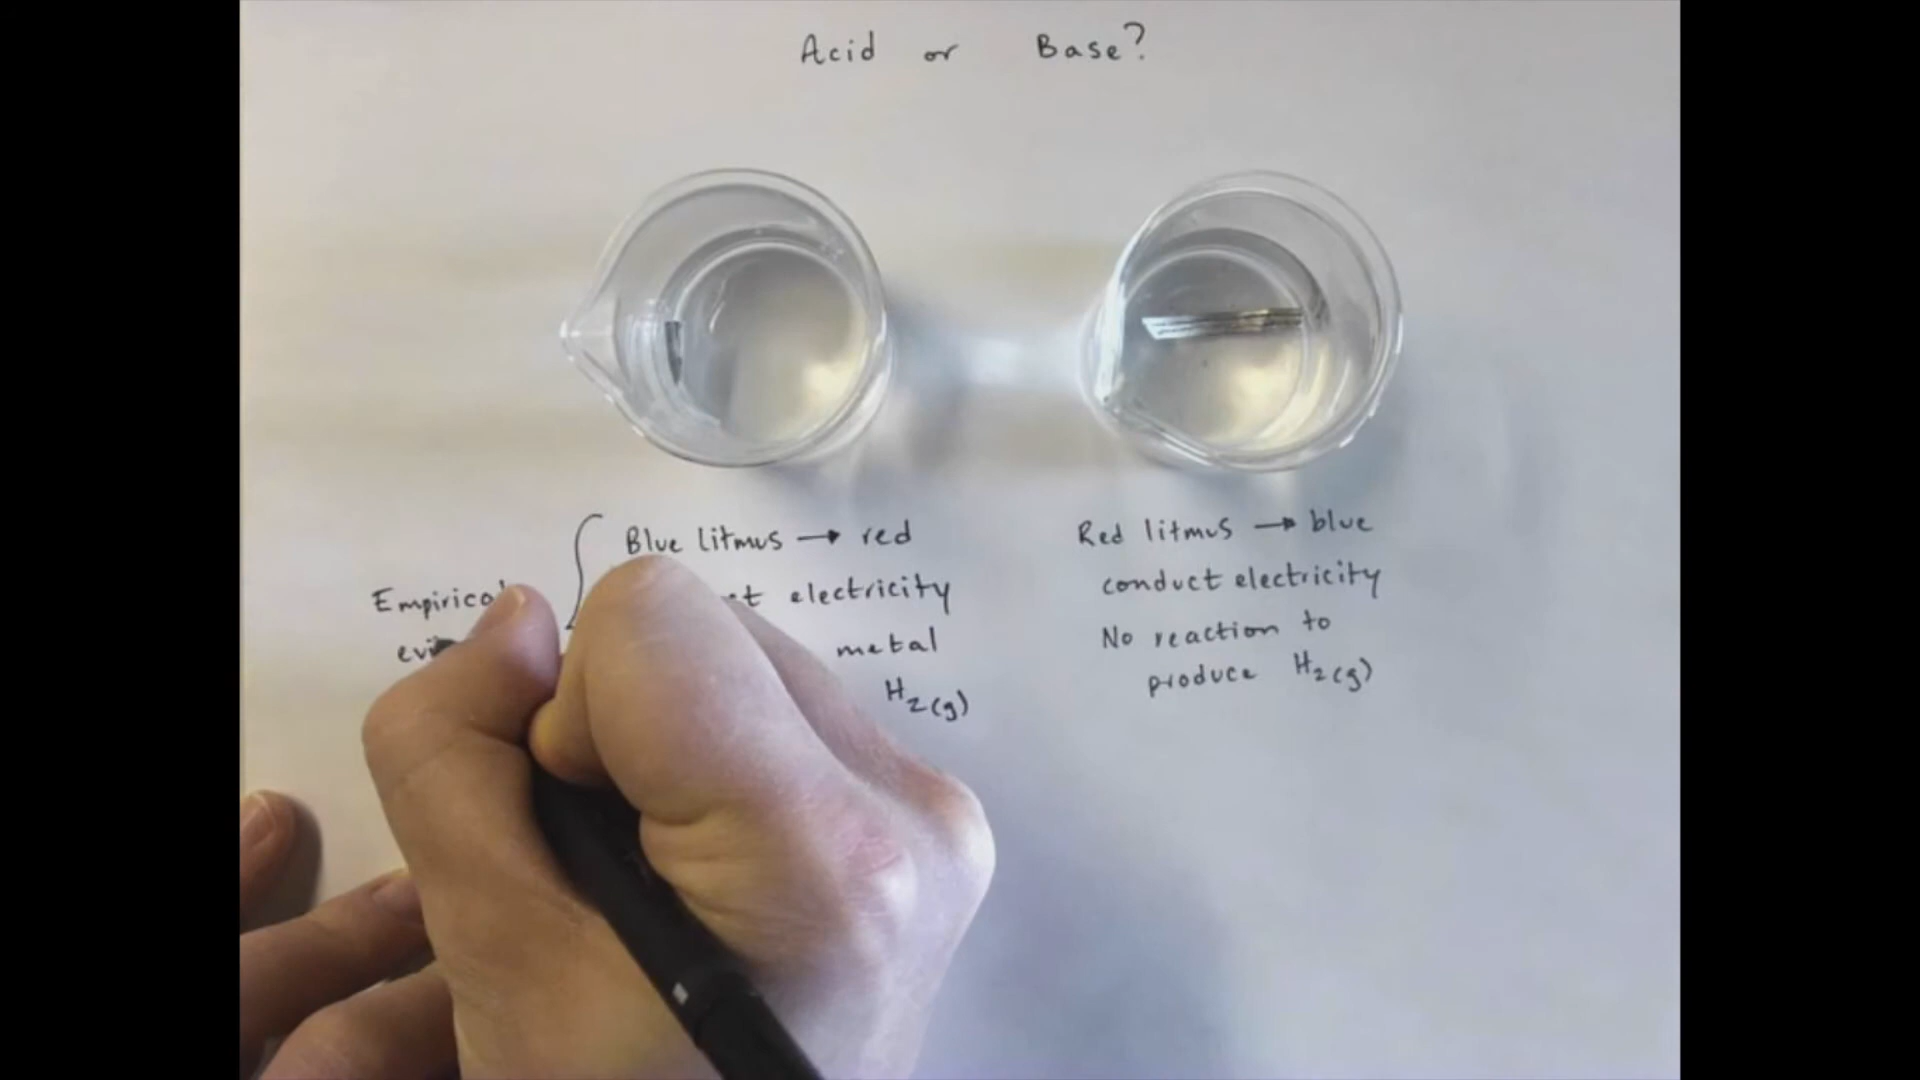 Acid or Base?
Blue litmus → red
electricity
metal
H2(g)
Empirical
Red litmus → blue
conduct electricity
No reaction to
produce H2(g)